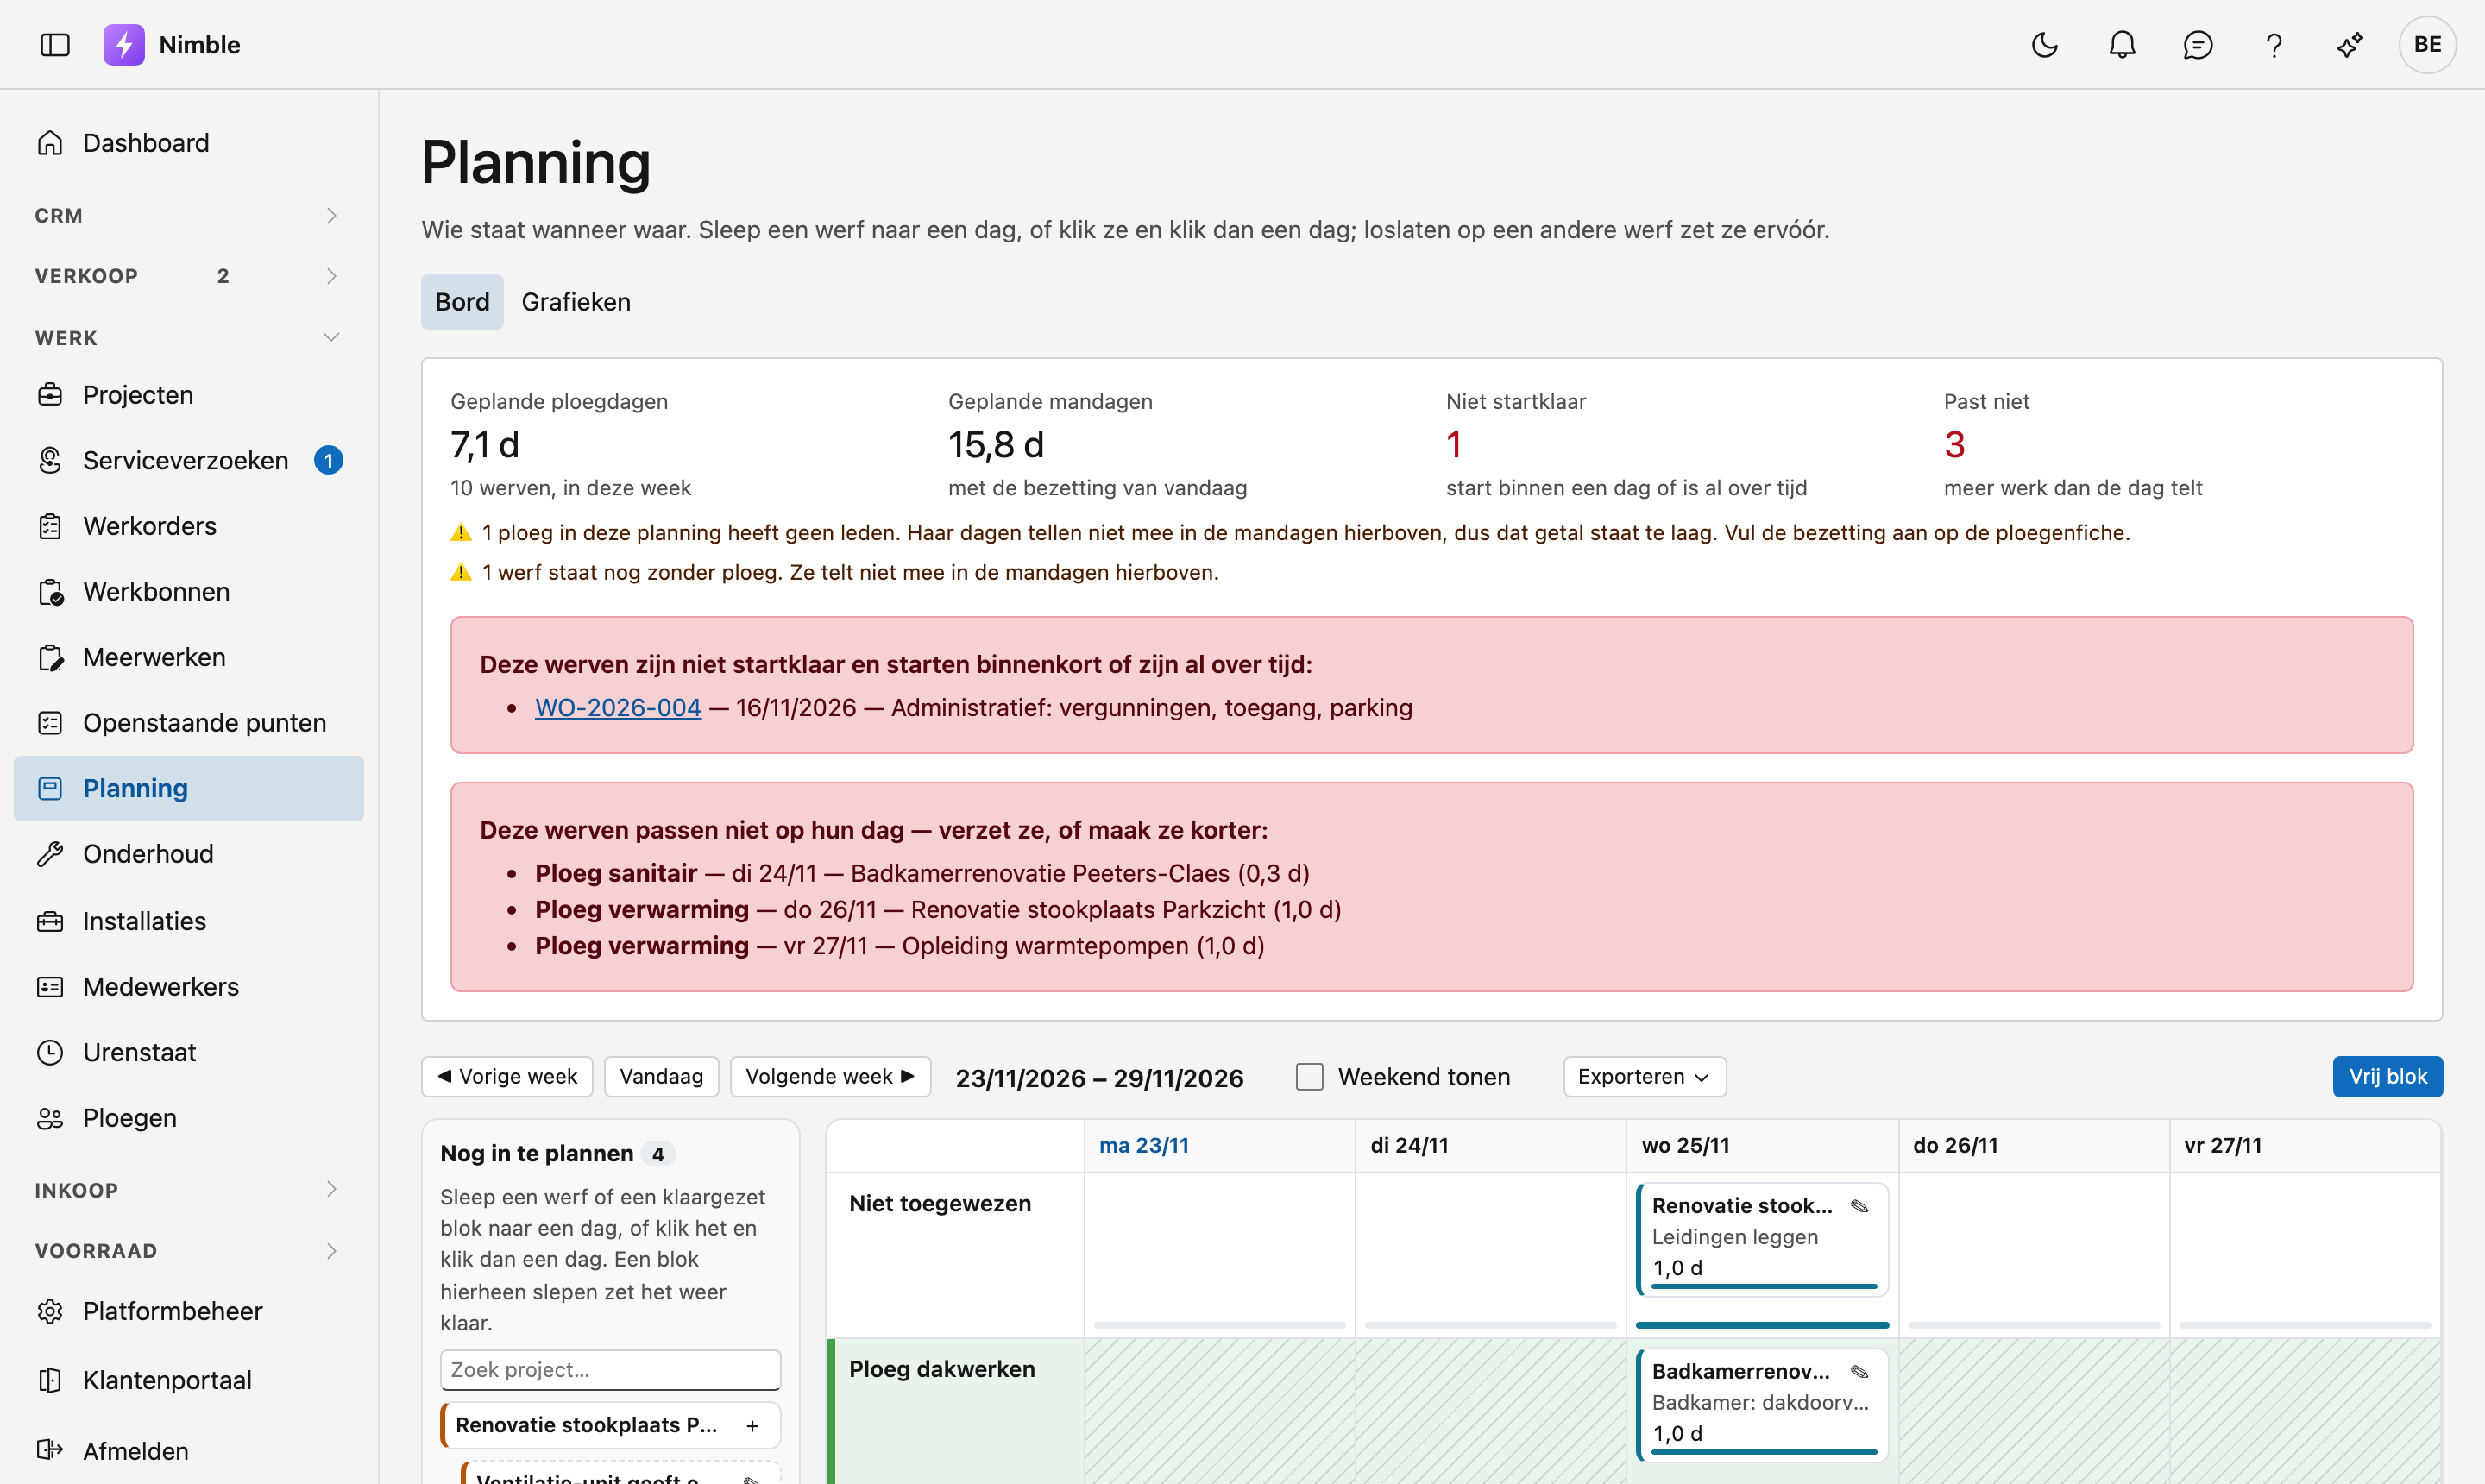 Nimble
BE
Dashboard
CRM
VERKOOP 2
WERK
Projecten
Serviceverzoeken 1
Werkorders
Werkbonnen
Meerwerken
Openstaande punten
Planning
Onderhoud
Installaties
Medewerkers
Urenstaat
Ploegen
INKOOP
VOORRAAD
Platformbeheer
Klantenportaal
Afmelden
Planning
Wie staat wanneer waar. Sleep een werf naar een dag, of klik ze en klik dan een dag; loslaten op een andere werf zet ze ervóór.
Bord Grafieken
Geplande ploegdagen
7,1 d
10 werven, in deze week
Geplande mandagen
15,8 d
met de bezetting van vandaag
Niet startklaar
1
start binnen een dag of is al over tijd
Past niet
3
meer werk dan de dag telt
1 ploeg in deze planning heeft geen leden. Haar dagen tellen niet mee in de mandagen hierboven, dus dat getal staat te laag. Vul de bezetting aan op de ploegenfiche.
1 werf staat nog zonder ploeg. Ze telt niet mee in de mandagen hierboven.
Deze werven zijn niet startklaar en starten binnenkort of zijn al over tijd:
• WO-2026-004 — 16/11/2026 — Administratief: vergunningen, toegang, parking
Deze werven passen niet op hun dag — verzet ze, of maak ze korter:
• Ploeg sanitair — di 24/11 — Badkamerrenovatie Peeters-Claes (0,3 d)
• Ploeg verwarming — do 26/11 — Renovatie stookplaats Parkzicht (1,0 d)
• Ploeg verwarming — vr 27/11 — Opleiding warmtepompen (1,0 d)
◀ Vorige week Vandaag Volgende week ▶ 23/11/2026 – 29/11/2026 Weekend tonen Exporteren Vrij blok
Nog in te plannen 4
Sleep een werf of een klaargezet
blok naar een dag, of klik het en
klik dan een dag. Een blok
hierheen slepen zet het weer
klaar.
Zoek project...
Renovatie stookplaats P... +
Ventilatie-unit geeft e...
ma 23/11 di 24/11 wo 25/11 do 26/11 vr 27/11
Niet toegewezen
Renovatie stook...
Leidingen leggen
1,0 d
Ploeg dakwerken
Badkamerrenov...
Badkamer: dakdoorv...
1,0 d